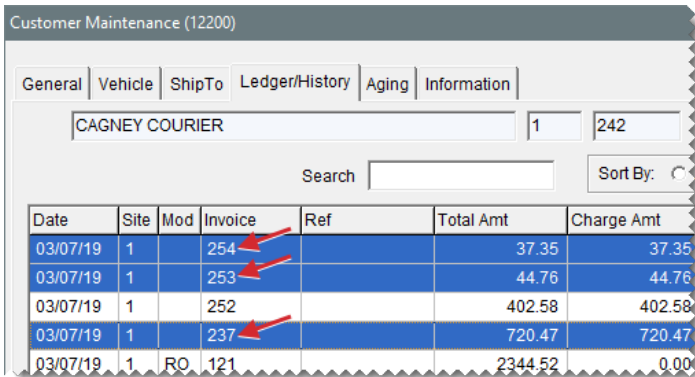 Customer Maintenance (12200)
General Vehicle ShipTo Ledger/History Aging Information
CAGNEY COURIER 1 242
Search Sort By:
Date Site Mod Invoice Ref Total Amt Charge Amt
03/07/19 1 254 37.35 37.35
03/07/19 1 253 44.76 44.76
03/07/19 1 252 402.58 402.58
03/07/19 1 237 720.47 720.47
03/07/19 1 RO 121 2344.52 0.00